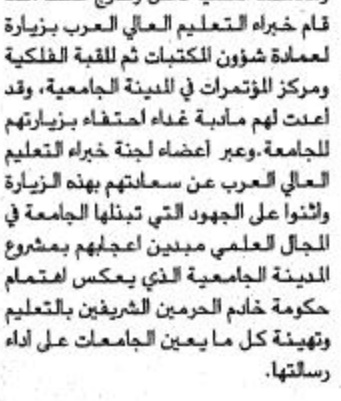 قام خبراء التعليم العالي العرب بزيارة
لعمادة شؤون المكتبات ثم للقبة الفلكية
ومركز المؤتمرات في المدينة الجامعية، وقد
أعدت لهم مأدبة غداء احتفاء بزيارتهم
للجامعة. وعبر أعضاء لجنة خبراء التعليم
العالي العرب عن سعادتهم بهذه الزيارة
واثنوا على الجهود التي تبذلها الجامعة في
المجال العلمي مبدين اعجابهم بمشروع
المدينة الجامعية الذي يعكس اهتمام
حكومة خادم الحرمين الشريفين بالتعليم
وتهيئة كل ما يعين الجامعات على أداء
رسالتها.